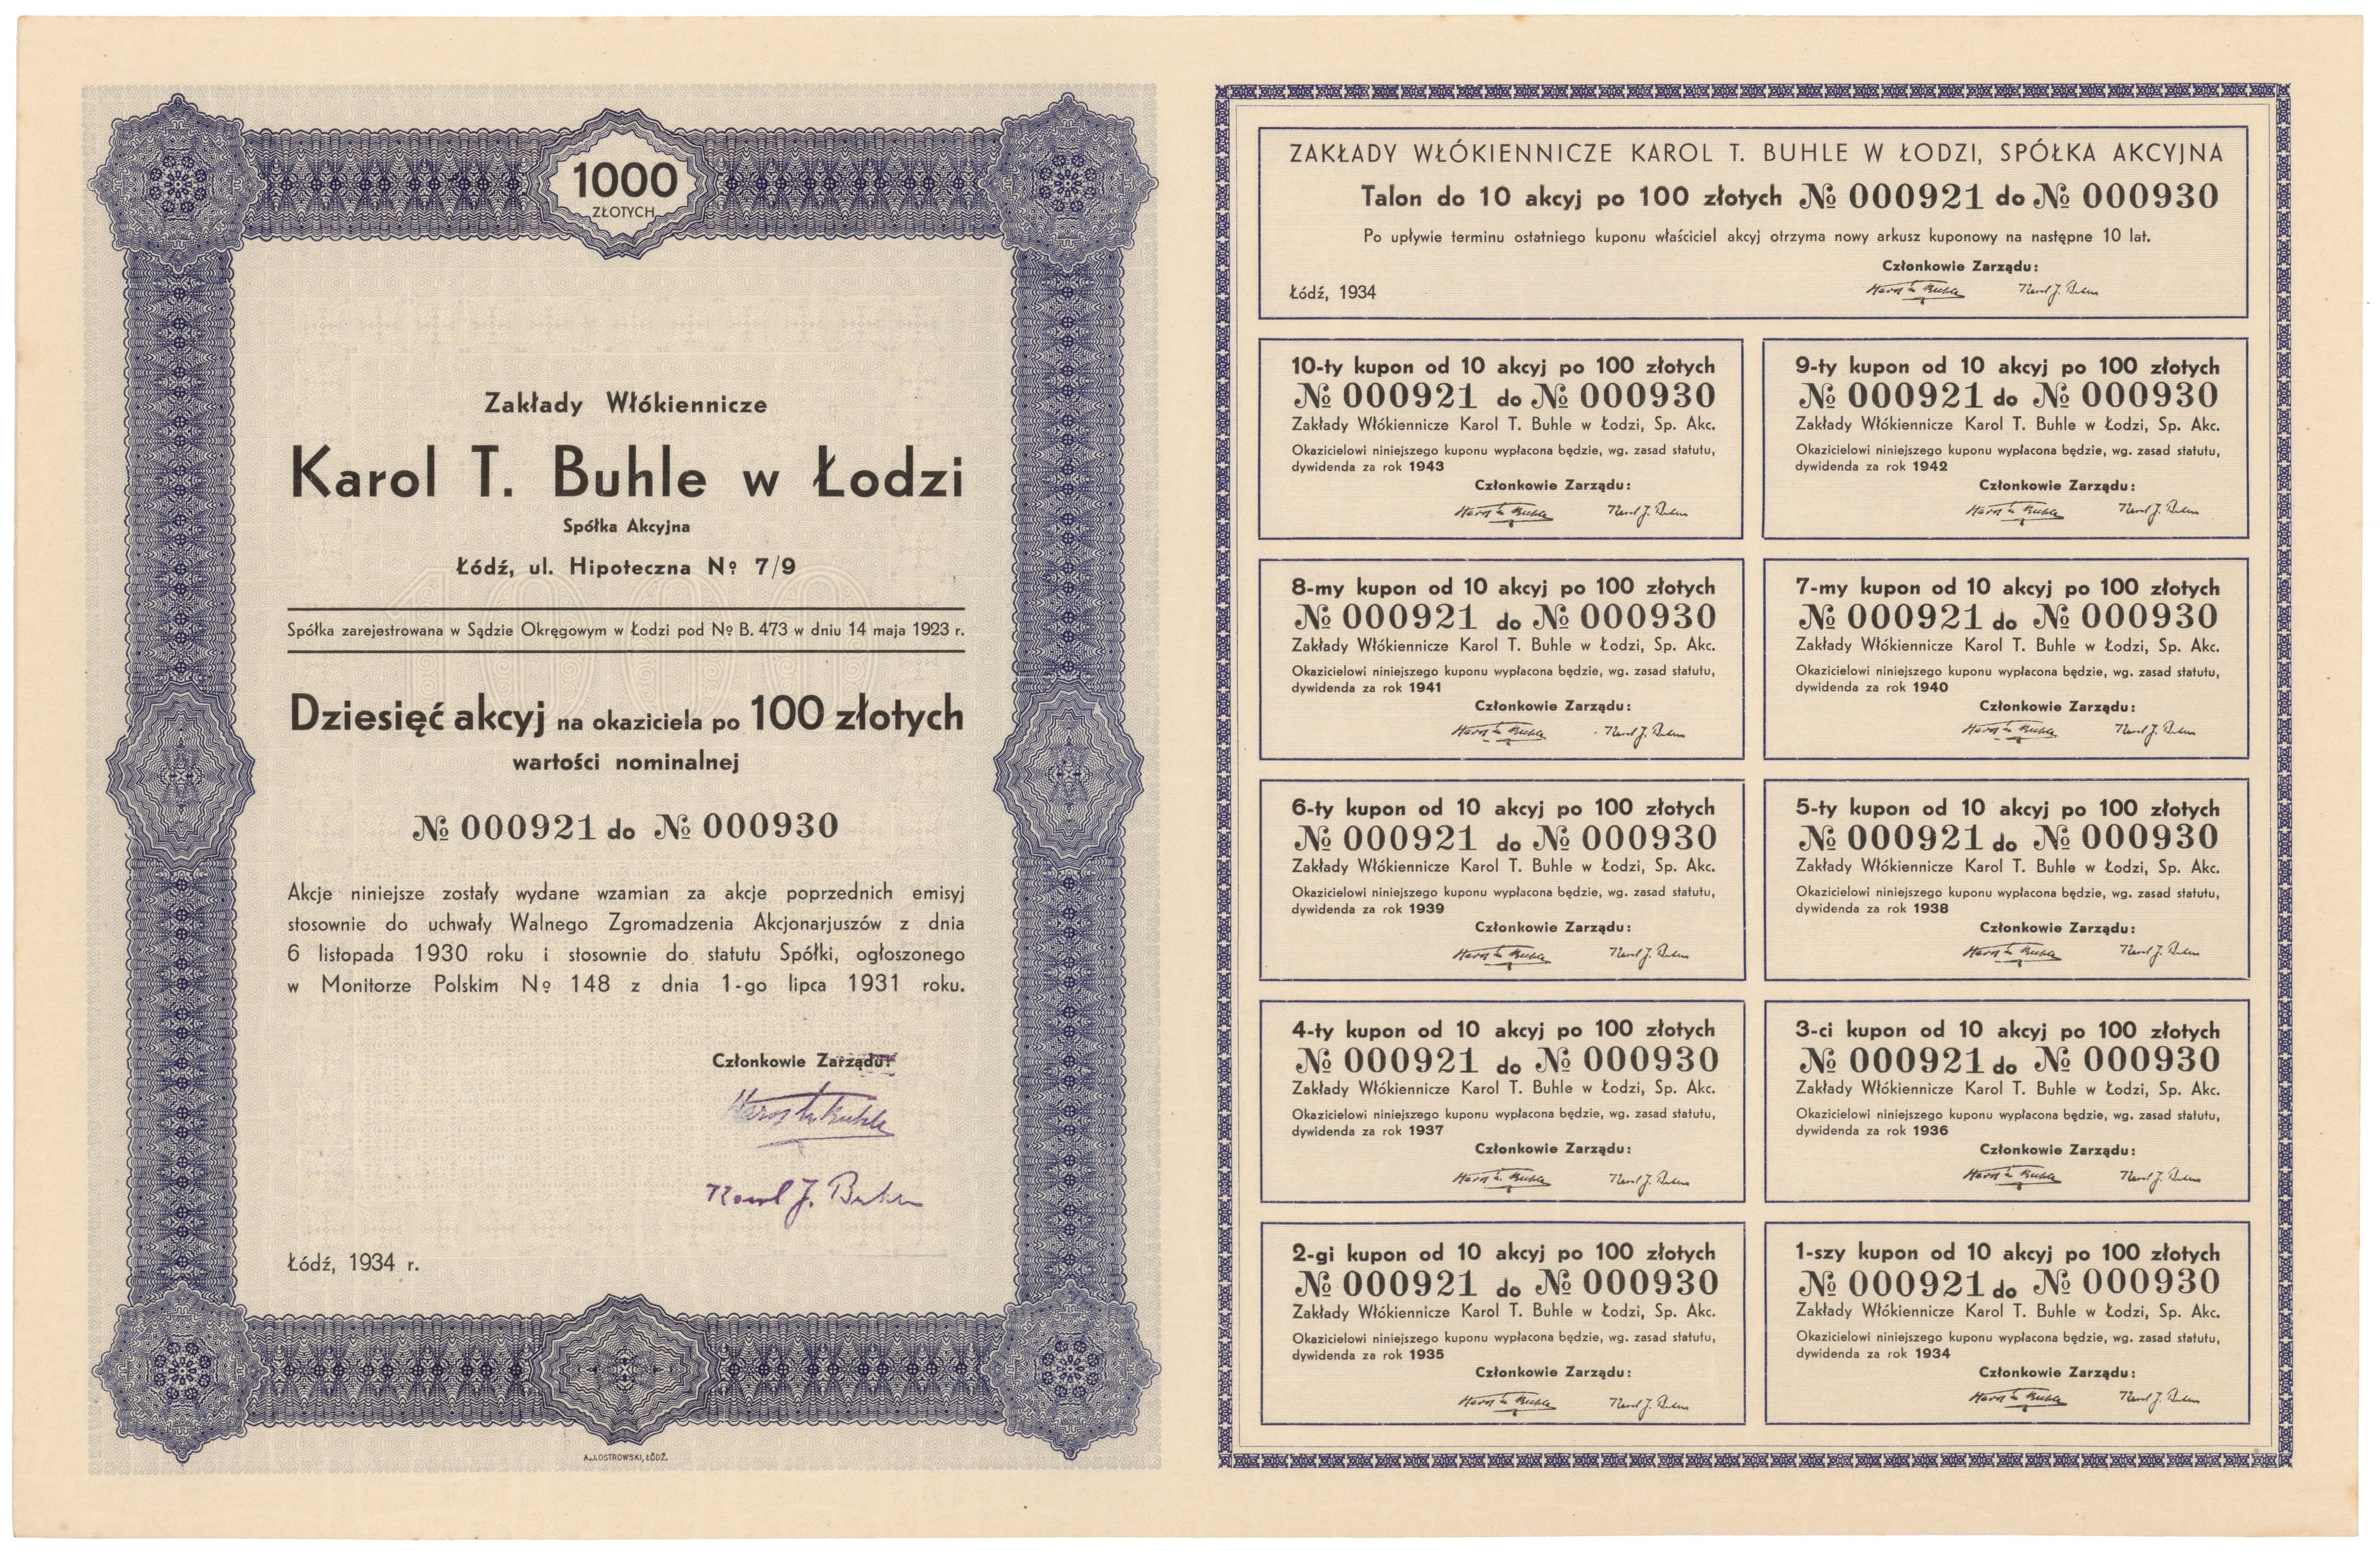 1000
ZŁOTYCH
Zakłady Włókiennicze
Karol T. Buhle w Łodzi
Spółka Akcyjna
Łódź, ul. Hipoteczna Nº 7/9
Spółka zarejestrowana w Sądzie Okręgowym w Łodzi pod Nº B. 473 w dniu 14 maja 1923 r.
Dziesięć akcyj na okaziciela po 100 złotych
wartości nominalnej
№ 000921 do № 000930
Akcje niniejsze zostały wydane wzamian za akcje poprzednich emisyj
stosownie do uchwały Walnego Zgromadzenia Akcjonarjuszów z dnia
6 listopada 1930 roku i stosownie do statutu Spółki, ogłoszonego
w Monitorze Polskim Nº 148 z dnia 1-go lipca 1931 roku.
Członkowie Zarządu:
Łódź, 1934 r.
ZAKŁADY WŁÓKIENNICZE KAROL T. BUHLE W ŁODZI, SPÓŁKA AKCYJNA
Talon do 10 akcyj po 100 złotych № 000921 do № 000930
Po upływie terminu ostatniego kuponu właściciel akcyj otrzyma nowy arkusz kuponowy na następne 10 lat.
Członkowie Zarządu:
Łódź, 1934
10-ty kupon od 10 akcyj po 100 złotych
№ 000921 do № 000930
Zakłady Włókiennicze Karol T. Buhle w Łodzi, Sp. Akc.
Okazicielowi niniejszego kuponu wypłacona będzie, wg. zasad statutu,
dywidenda za rok 1943
Członkowie Zarządu:
9-ty kupon od 10 akcyj po 100 złotych
№ 000921 do № 000930
Zakłady Włókiennicze Karol T. Buhle w Łodzi, Sp. Akc.
Okazicielowi niniejszego kuponu wypłacona będzie, wg. zasad statutu,
dywidenda za rok 1942
Członkowie Zarządu:
8-my kupon od 10 akcyj po 100 złotych
№ 000921 do № 000930
Zakłady Włókiennicze Karol T. Buhle w Łodzi, Sp. Akc.
Okazicielowi niniejszego kuponu wypłacona będzie, wg. zasad statutu,
dywidenda za rok 1941
Członkowie Zarządu:
7-my kupon od 10 akcyj po 100 złotych
№ 000921 do № 000930
Zakłady Włókiennicze Karol T. Buhle w Łodzi, Sp. Akc.
Okazicielowi niniejszego kuponu wypłacona będzie, wg. zasad statutu,
dywidenda za rok 1940
Członkowie Zarządu:
6-ty kupon od 10 akcyj po 100 złotych
№ 000921 do № 000930
Zakłady Włókiennicze Karol T. Buhle w Łodzi, Sp. Akc.
Okazicielowi niniejszego kuponu wypłacona będzie, wg. zasad statutu,
dywidenda za rok 1939
Członkowie Zarządu:
5-ty kupon od 10 akcyj po 100 złotych
№ 000921 do № 000930
Zakłady Włókiennicze Karol T. Buhle w Łodzi, Sp. Akc.
Okazicielowi niniejszego kuponu wypłacona będzie, wg. zasad statutu,
dywidenda za rok 1938
Członkowie Zarządu:
4-ty kupon od 10 akcyj po 100 złotych
№ 000921 do № 000930
Zakłady Włókiennicze Karol T. Buhle w Łodzi, Sp. Akc.
Okazicielowi niniejszego kuponu wypłacona będzie, wg. zasad statutu,
dywidenda za rok 1937
Członkowie Zarządu:
3-ci kupon od 10 akcyj po 100 złotych
№ 000921 do № 000930
Zakłady Włókiennicze Karol T. Buhle w Łodzi, Sp. Akc.
Okazicielowi niniejszego kuponu wypłacona będzie, wg. zasad statutu,
dywidenda za rok 1936
Członkowie Zarządu:
2-gi kupon od 10 akcyj po 100 złotych
№ 000921 do № 000930
Zakłady Włókiennicze Karol T. Buhle w Łodzi, Sp. Akc.
Okazicielowi niniejszego kuponu wypłacona będzie, wg. zasad statutu,
dywidenda za rok 1935
Członkowie Zarządu:
1-szy kupon od 10 akcyj po 100 złotych
№ 000921 do № 000930
Zakłady Włókiennicze Karol T. Buhle w Łodzi, Sp. Akc.
Okazicielowi niniejszego kuponu wypłacona będzie, wg. zasad statutu,
dywidenda za rok 1934
Członkowie Zarządu: